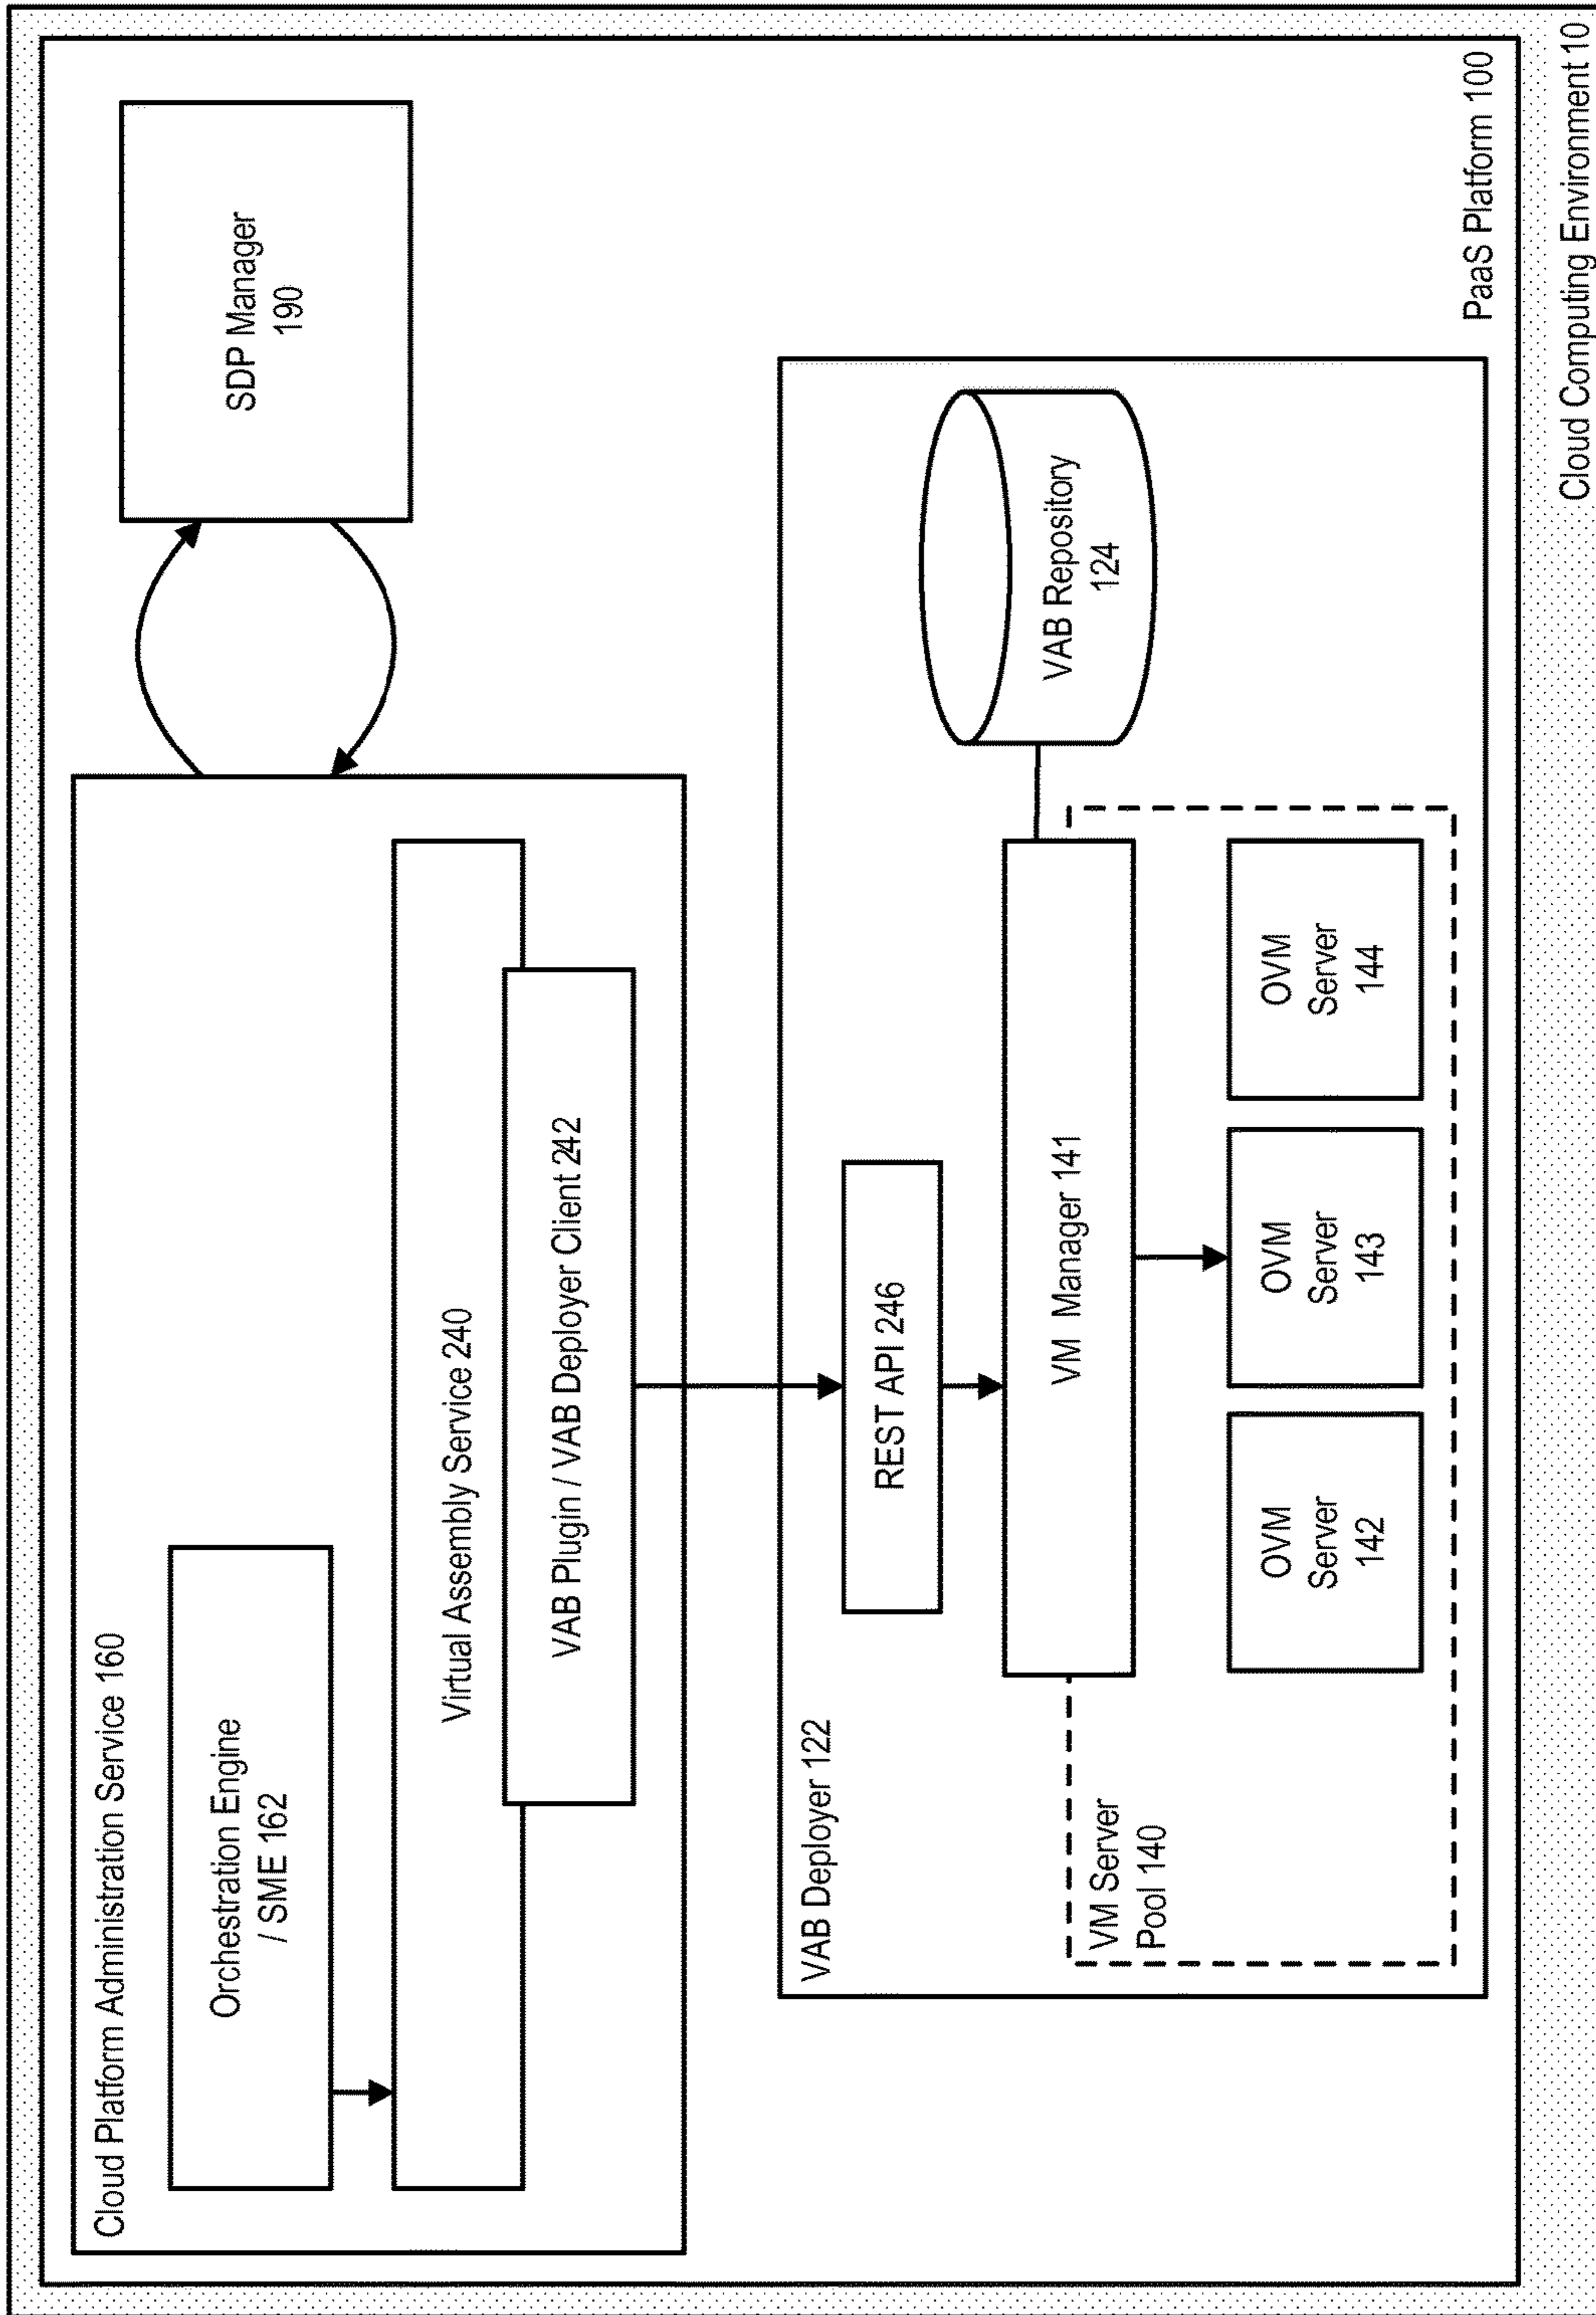 Cloud Platform Administration Service 160
Orchestration Engine
/ SME 162
SDP Manager
190
Virtual Assembly Service 240
VAB Plugin / VAB Deployer Client 242
VAB Deployer 122
REST API 246
VAB Repository
124
VM Manager 141
VM Server
Pool 140
OVM
Server
142
OVM
Server
143
OVM
Server
144
PaaS Platform 100
Cloud Computing Environment 10